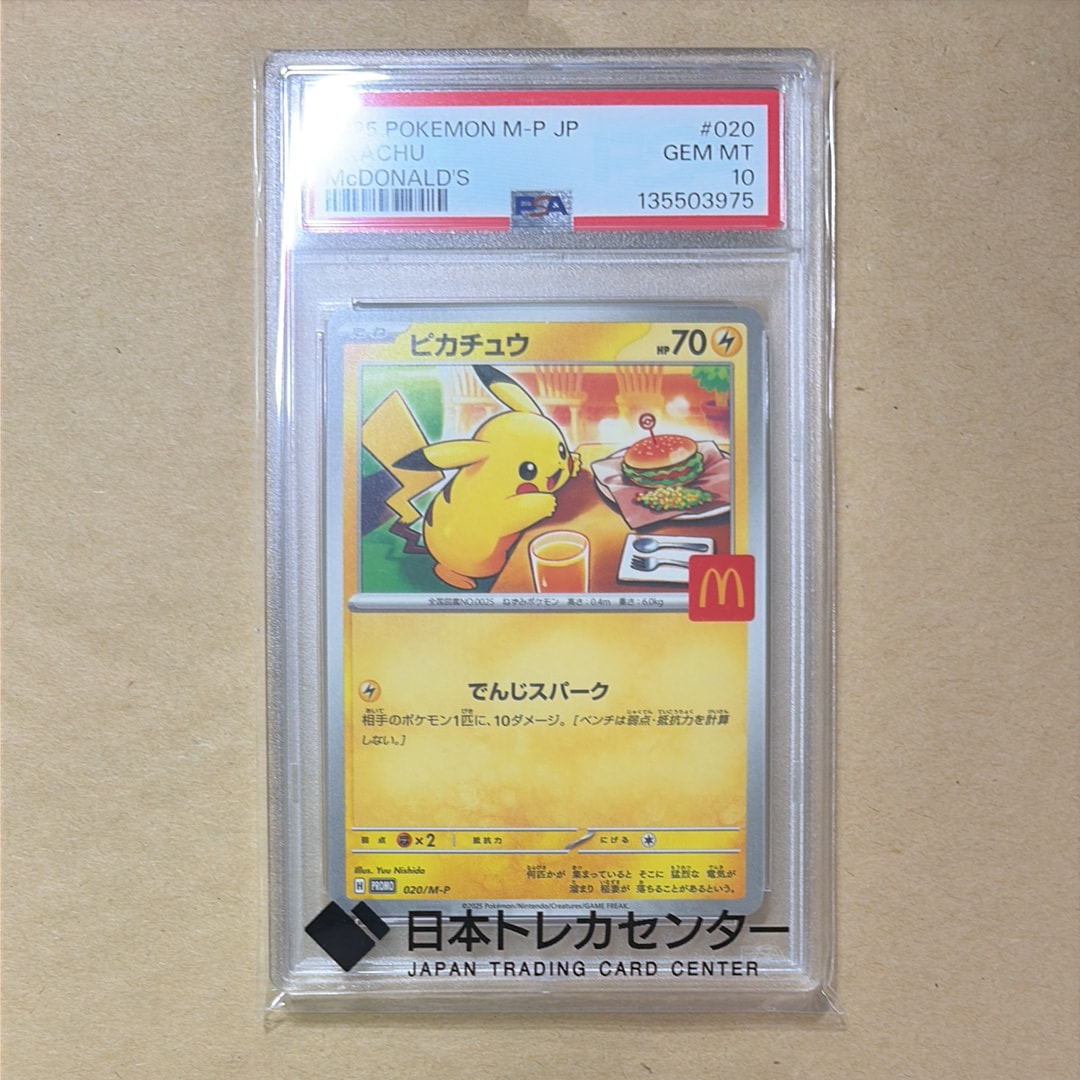 POKEMON M-P JP #020
GEM MT
McDONALD'S 10
PSA 135503975
ピカチュウ HP 70
全国図鑑NO.0025 ねずみポケモン 高さ:0.4m 重さ:6.0kg
でんじスパーク
相手のポケモン1匹に、10ダメージ。[ベンチは弱点・抵抗力を計算
しない。]
弱点 ×2 抵抗力 にげる
Illus. Yuu Nishida
何匹かが 集まっていると そこに 猛烈な 電気が
溜まり 稲妻が 落ちることがあるという。
H PROMO 020/M-P
©2025 Pokémon/Nintendo/Creatures/GAME FREAK.
日本トレカセンター
JAPAN TRADING CARD CENTER